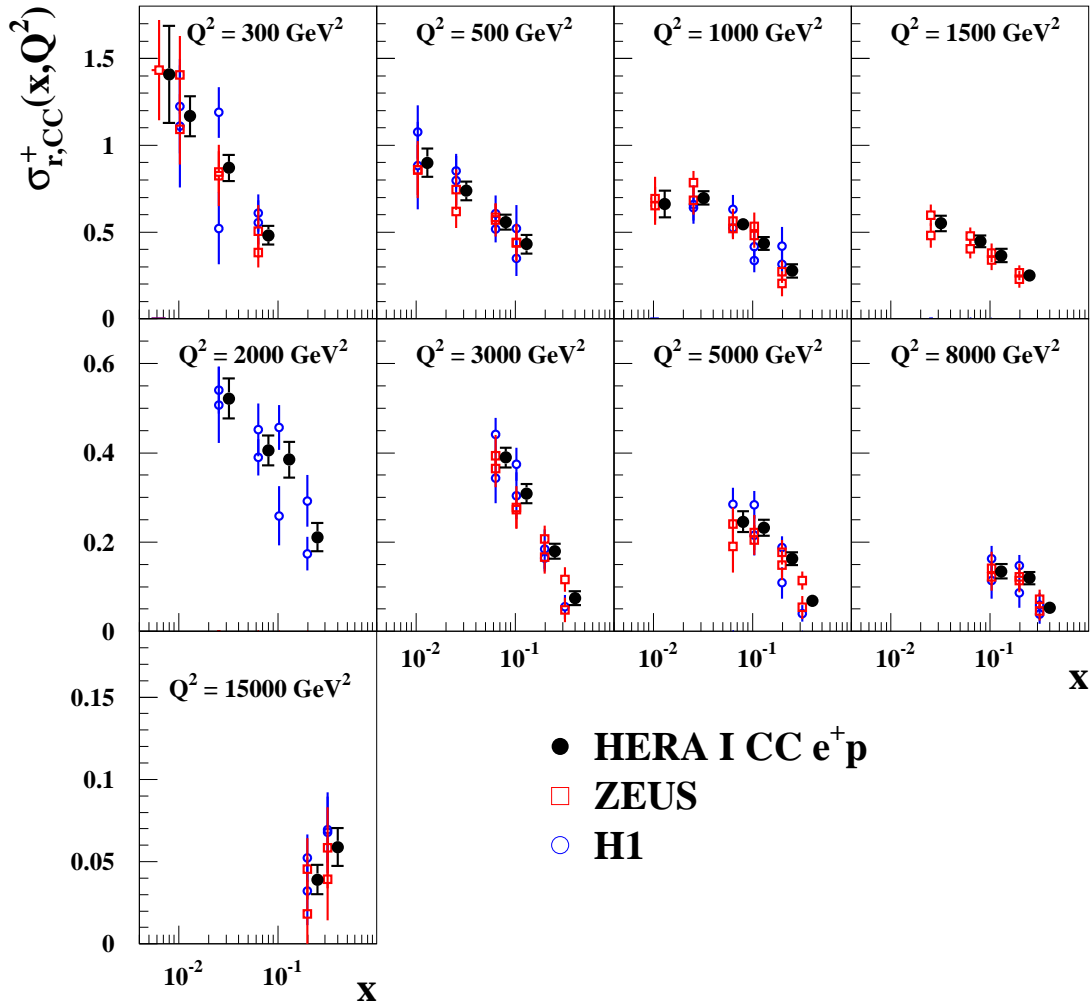 σ⁺r,CC(x,Q²)
Q² = 300 GeV²
Q² = 500 GeV²
Q² = 1000 GeV²
Q² = 1500 GeV²
1.5
1
0.5
0
Q² = 2000 GeV²
Q² = 3000 GeV²
Q² = 5000 GeV²
Q² = 8000 GeV²
0.6
0.4
0.2
0
10⁻² 10⁻¹ 10⁻² 10⁻¹ 10⁻² 10⁻¹
x
Q² = 15000 GeV²
0.15
0.1
0.05
0
10⁻² 10⁻¹
x
HERA I CC e⁺p
ZEUS
H1